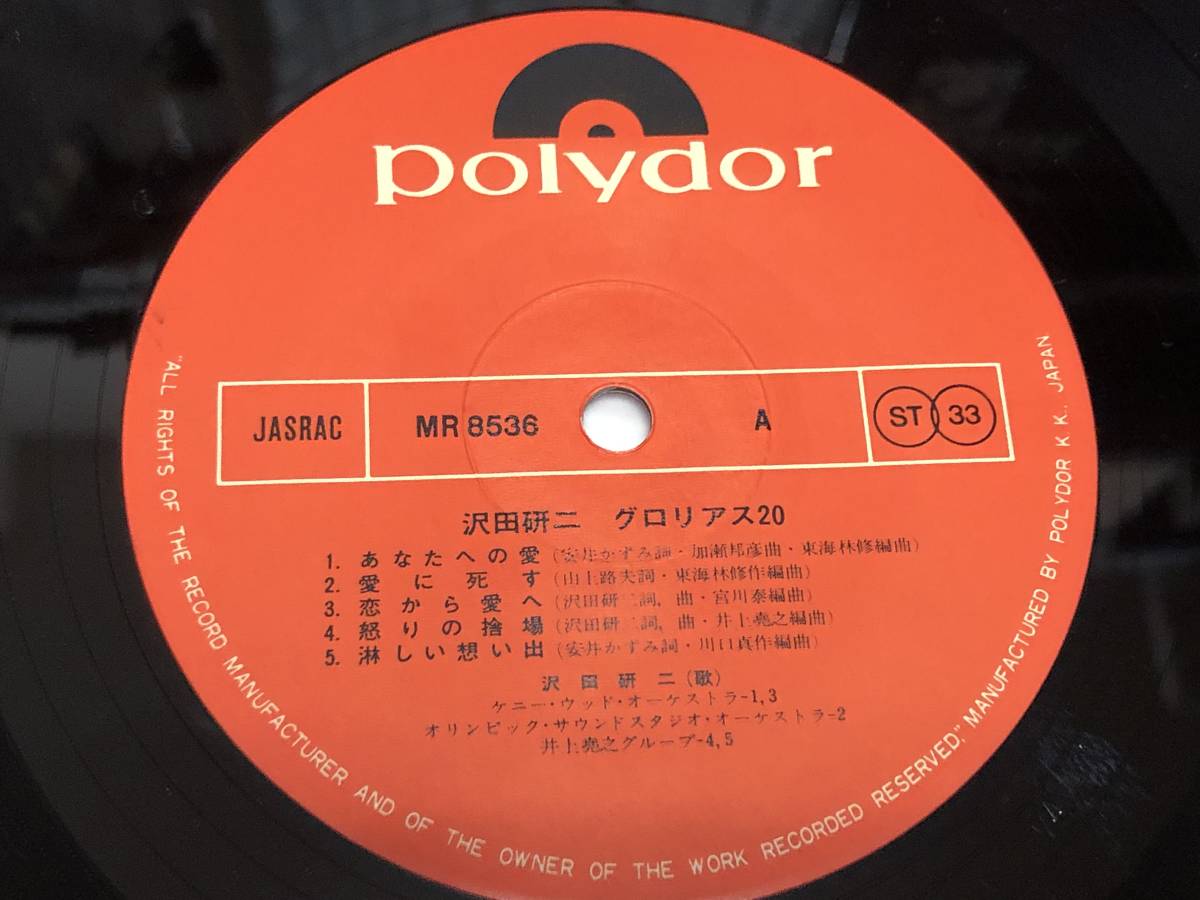 polydor
JASRAC MR 8536 A ST 33
沢田研二 グロリアス20
1. あなたへの愛 (安井かずみ詞・加瀬邦彦曲・東海林修編曲)
2. 愛に死す (山上路夫詞・東海林修作編曲)
3. 恋から愛へ (沢田研二詞,曲・宮川泰編曲)
4. 怒りの捨場 (沢田研二詞,曲・井上堯之編曲)
5. 淋しい想い出 (安井かずみ詞・川口真作編曲)
沢田研二(歌)
ケニー・ウッド・オーケストラ-1,3
オリンピック・サウンドスタジオ・オーケストラ-2
井上堯之グループ-4,5
"ALL RIGHTS OF THE RECORD MANUFACTURER AND OF THE OWNER OF THE WORK RECORDED RESERVED." MANUFACTURED BY POLYDOR K K., JAPAN